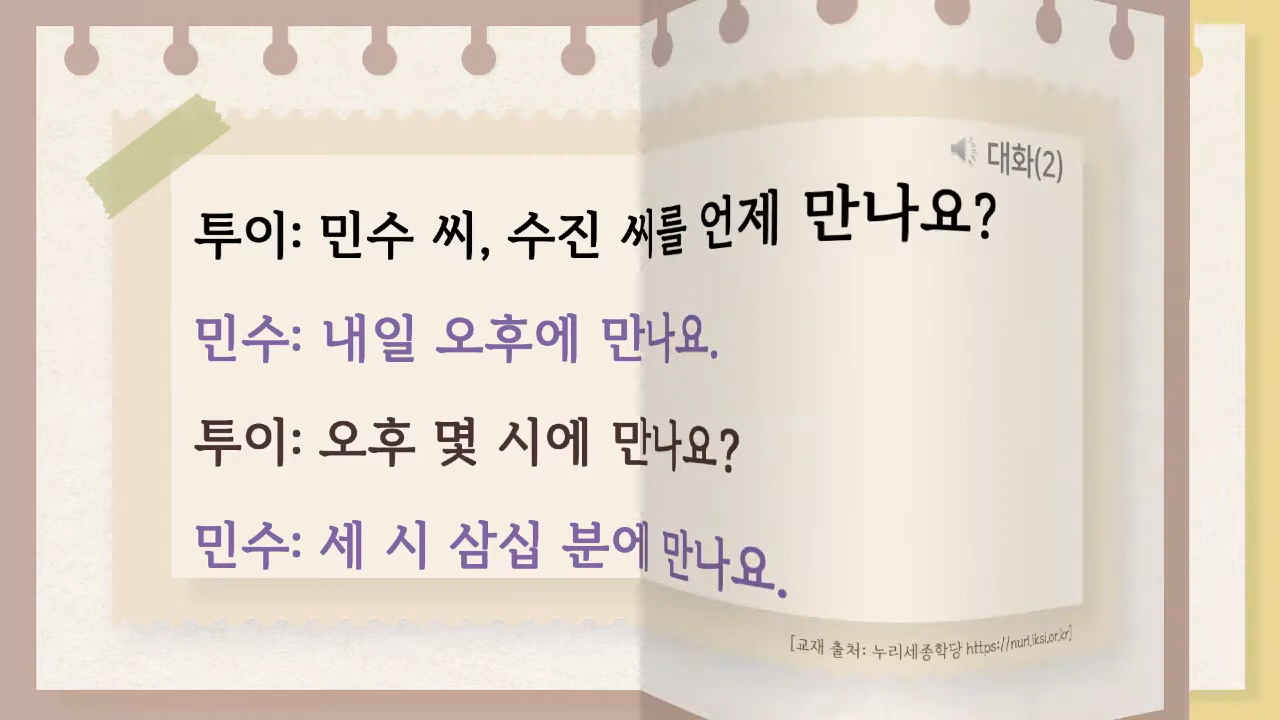 대화(2)
투이: 민수 씨, 수진 씨를 언제 만나요?
민수: 내일 오후에 만나요.
투이: 오후 몇 시에 만나요?
민수: 세 시 삼십 분에 만나요.
[교재 출처: 누리세종학당 https://nuri.iksi.or.kr]